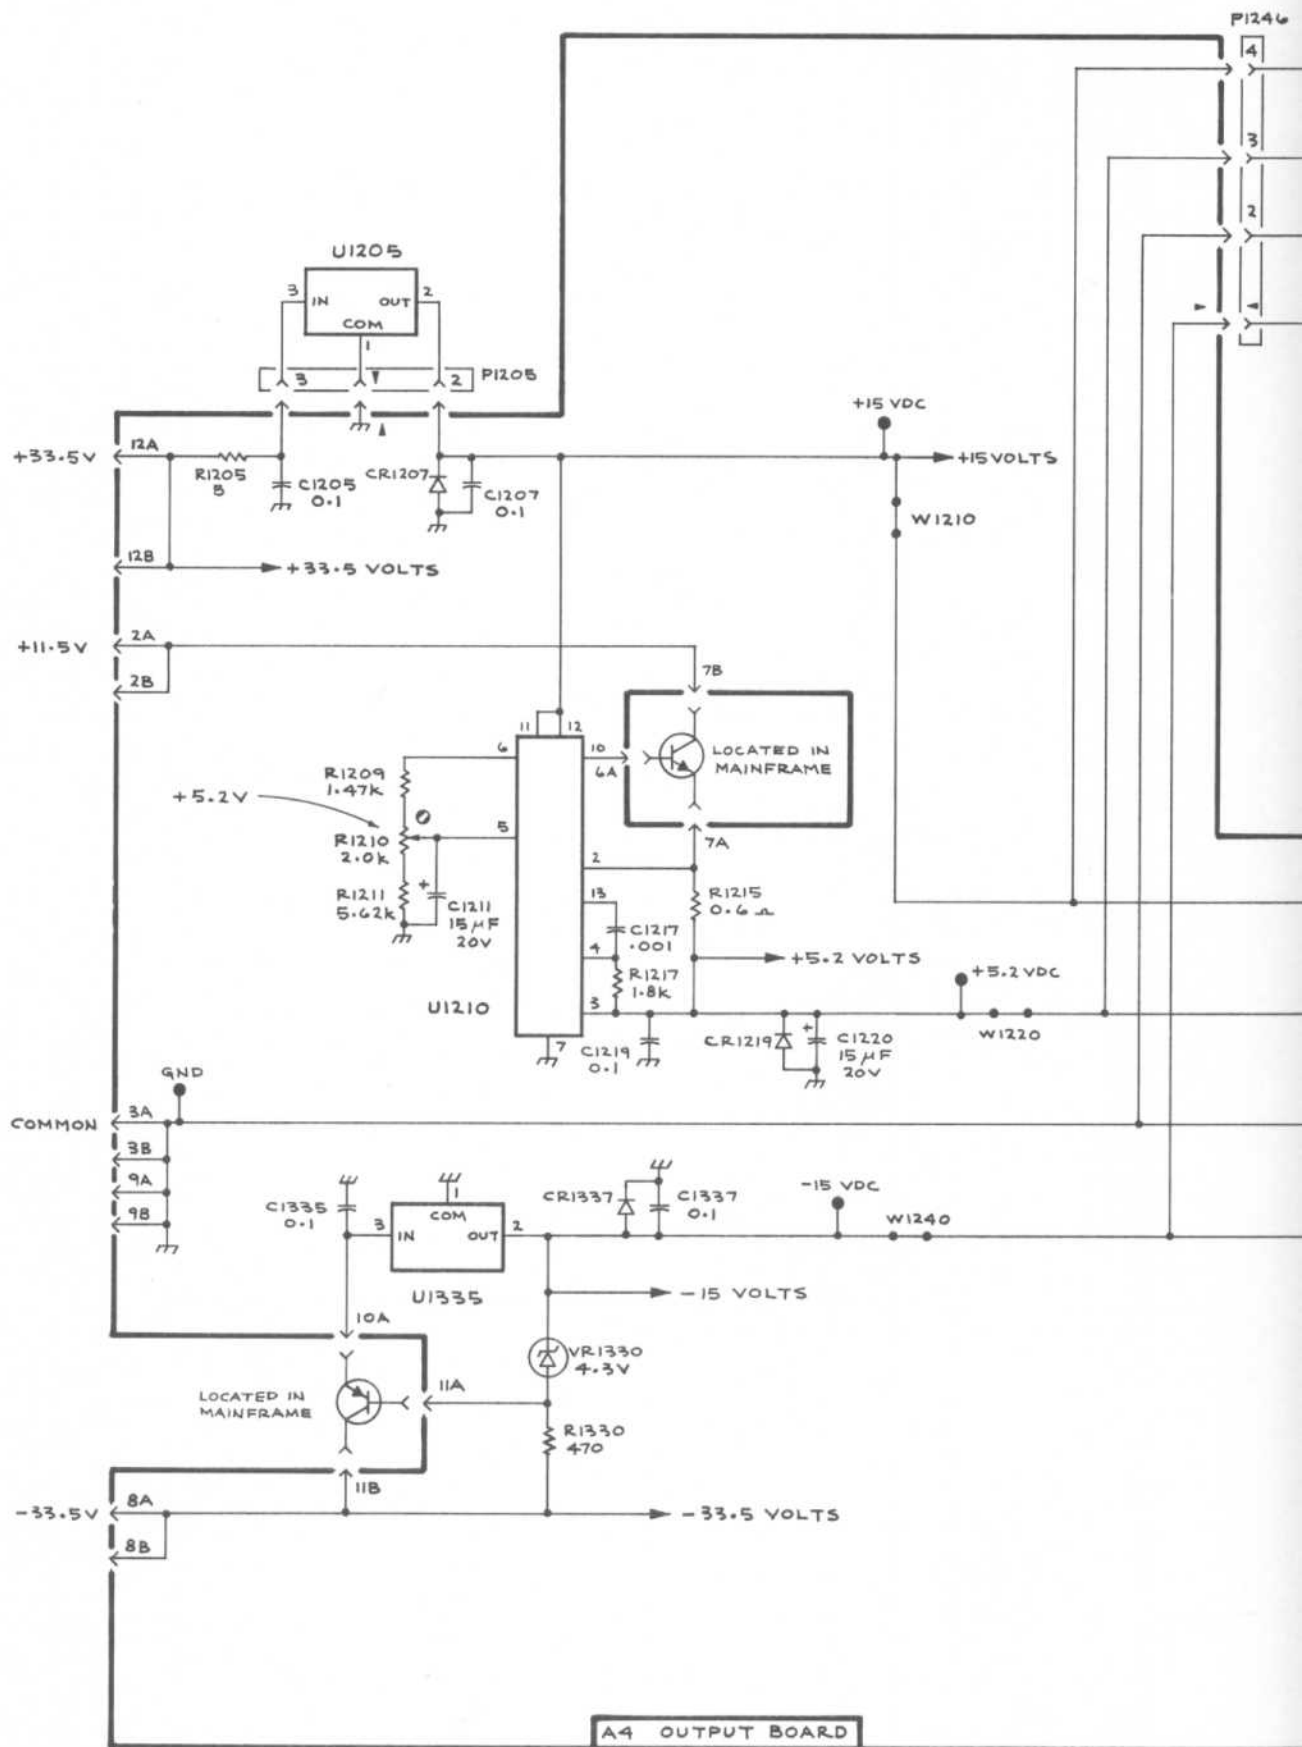 P1246
4
3
2
U1205
3 IN OUT 2
COM
1
3 2 P1205
+15 VDC
+33.5V 12A
R1205
3
C1205
0.1
CR1207
C1207
0.1
+15 VOLTS
W1210
12B
+33.5 VOLTS
+11.5V 2A
2B
7B
11 12
6 10
6A
LOCATED IN
MAINFRAME
R1209
1.47K
+5.2V
R1210
2.0K
5
7A
2
R1211
5.62K
+
C1211
15 µF
20V
13
R1215
0.6 Ω
C1217
.001
4
+5.2 VOLTS
R1217
1.8K
+5.2 VDC
U1210
3
W1220
7
C1219
0.1
CR1219
+
C1220
15 µF
20V
GND
COMMON 3A
3B
9A
9B
C1335
0.1
1
COM
3 IN OUT 2
U1335
CR1337
C1337
0.1
-15 VDC
W1240
-15 VOLTS
10A
VR1330
4.3V
LOCATED IN
MAINFRAME
11A
R1330
470
11B
-33.5V 8A
-33.5 VOLTS
8B
A4 OUTPUT BOARD